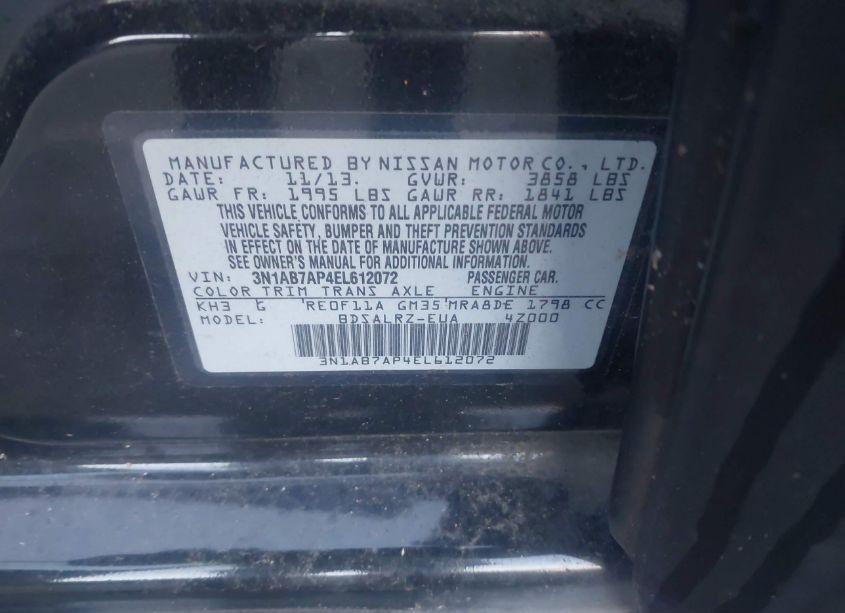 MANUFACTURED BY NISSAN MOTOR CO., LTD.
DATE: 11/13. GVWR: 3858 LBS
GAWR FR: 1995 LBS GAWR RR: 1841 LBS
THIS VEHICLE CONFORMS TO ALL APPLICABLE FEDERAL MOTOR
VEHICLE SAFETY, BUMPER AND THEFT PREVENTION STANDARDS
IN EFFECT ON THE DATE OF MANUFACTURE SHOWN ABOVE.
SEE OWNER'S MANUAL FOR ADDITIONAL INFORMATION.
VIN: 3N1AB7AP4EL612072 PASSENGER CAR.
COLOR TRIM TRANS AXLE ENGINE
KH3 G 'RE0F11A GM35'MRA8DE 1798 CC
MODEL: BDSALRZ-EUA 4Z000
3N1AB7AP4EL612072